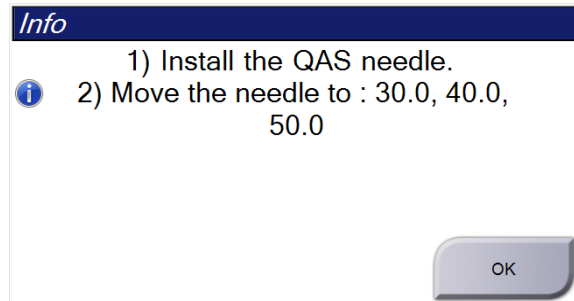 Info
1) Install the QAS needle.
2) Move the needle to : 30.0, 40.0,
50.0
OK